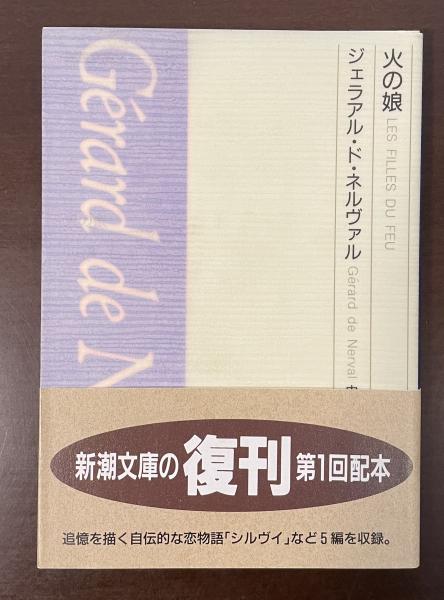 火の娘 LES FILLES DU FEU
ジェラアル・ド・ネルヴァル Gérard de Nerval
Gérard de N
新潮文庫の復刊 第1回配本
追憶を描く自伝的な恋物語「シルヴイ」など5編を収録。